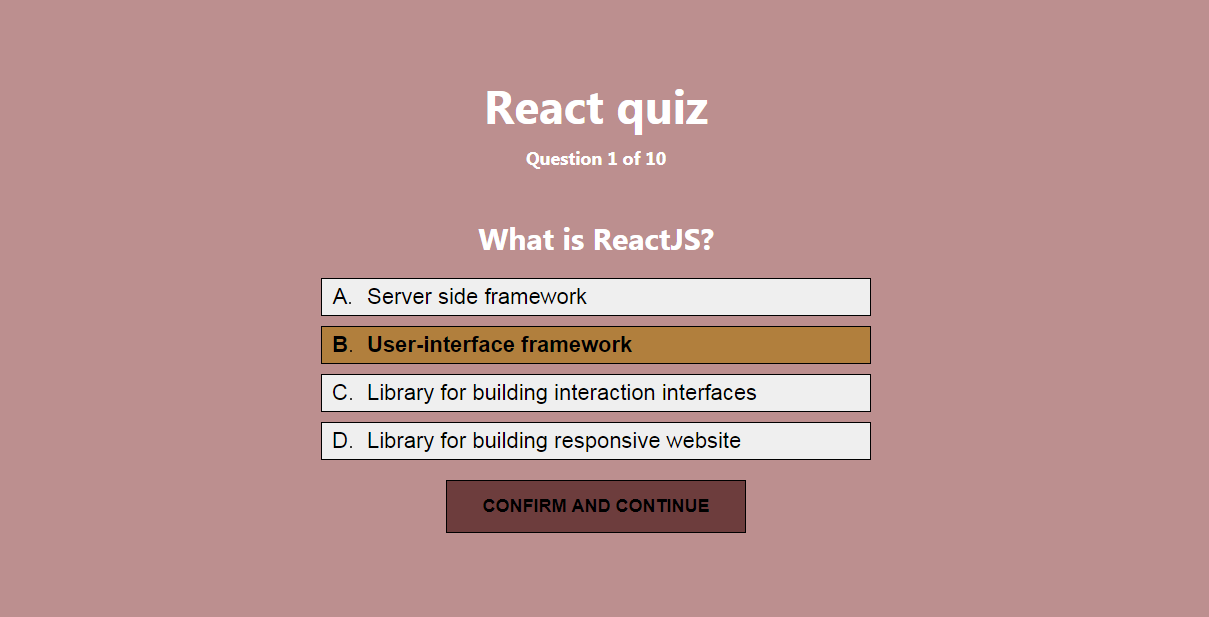 React quiz
Question 1 of 10
What is ReactJS?
A. Server side framework
B. User-interface framework
C. Library for building interaction interfaces
D. Library for building responsive website
CONFIRM AND CONTINUE